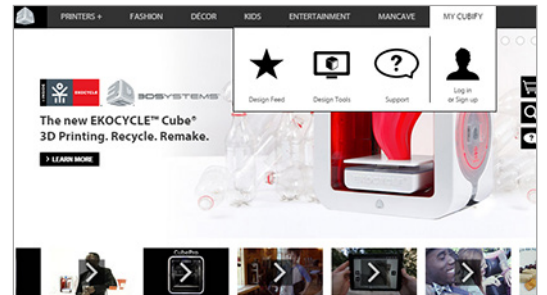 PRINTERS +
FASHION
DÉCOR
KIDS
ENTERTAINMENT
MANCAVE
MY CUBIFY
Design Feed
Design Tools
Support
Log in
or Sign up
EKOCYCLE
3DSYSTEMS
The new EKOCYCLE™ Cube®
3D Printing. Recycle. Remake.
> LEARN MORE
CubePro